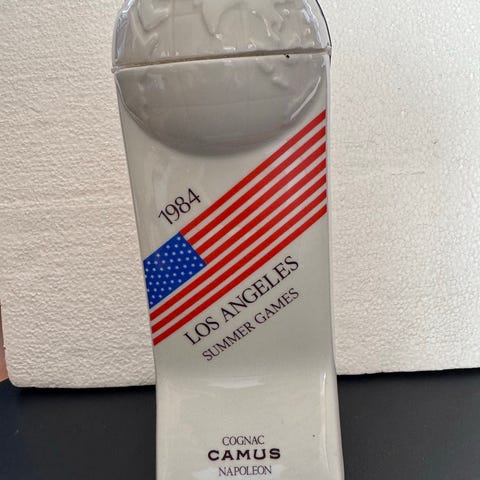 1984
LOS ANGELES
SUMMER GAMES
COGNAC
CAMUS
NAPOLEON